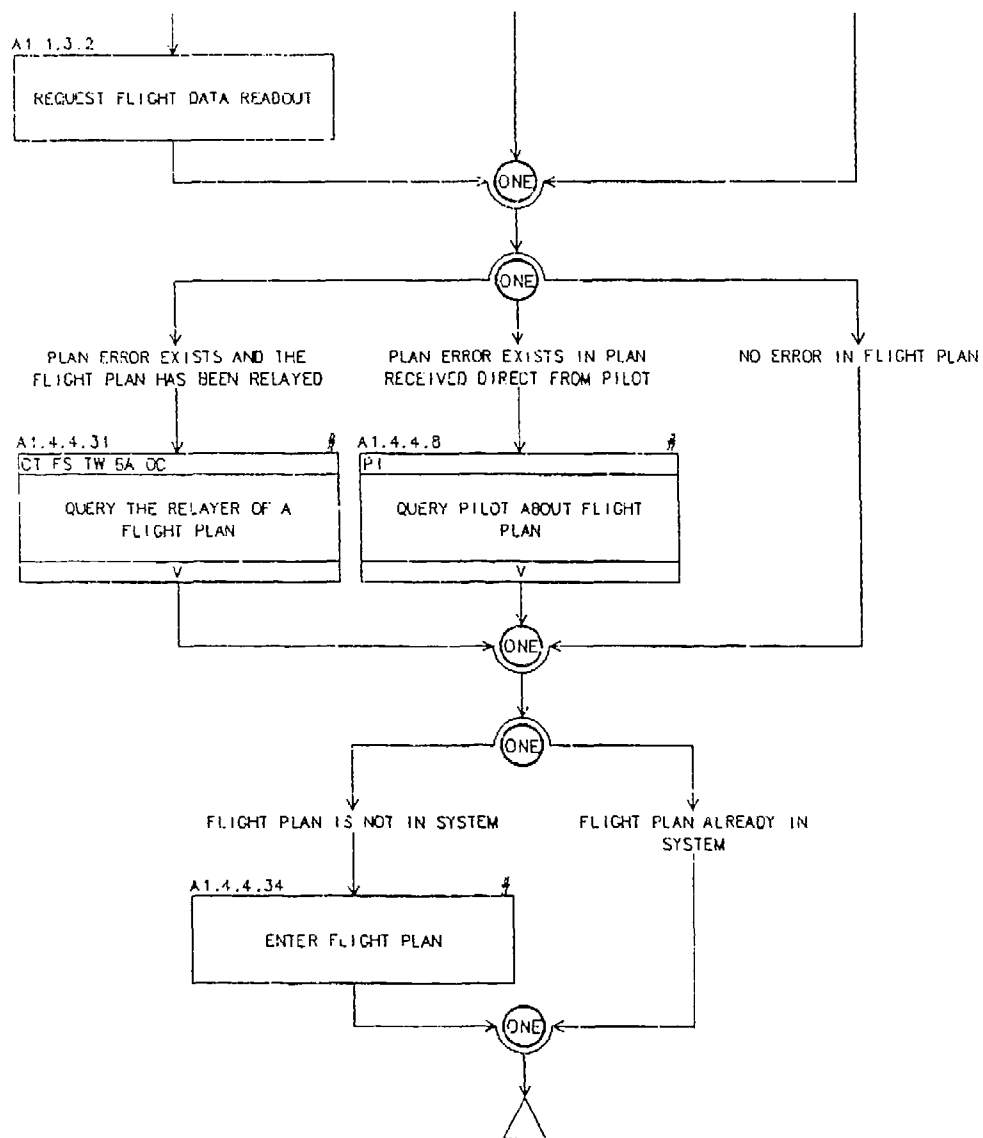 A1.1.3.2
REQUEST FLIGHT DATA READOUT
ONE
ONE
PLAN ERROR EXISTS AND THE
FLIGHT PLAN HAS BEEN RELAYED
PLAN ERROR EXISTS IN PLAN
RECEIVED DIRECT FROM PILOT
NO ERROR IN FLIGHT PLAN
A1.4.4.31
CT FS TW SA OC
QUERY THE RELAYER OF A
FLIGHT PLAN
V
A1.4.4.8
PI
QUERY PILOT ABOUT FLIGHT
PLAN
V
ONE
ONE
FLIGHT PLAN IS NOT IN SYSTEM
FLIGHT PLAN ALREADY IN
SYSTEM
A1.4.4.34
ENTER FLIGHT PLAN
ONE